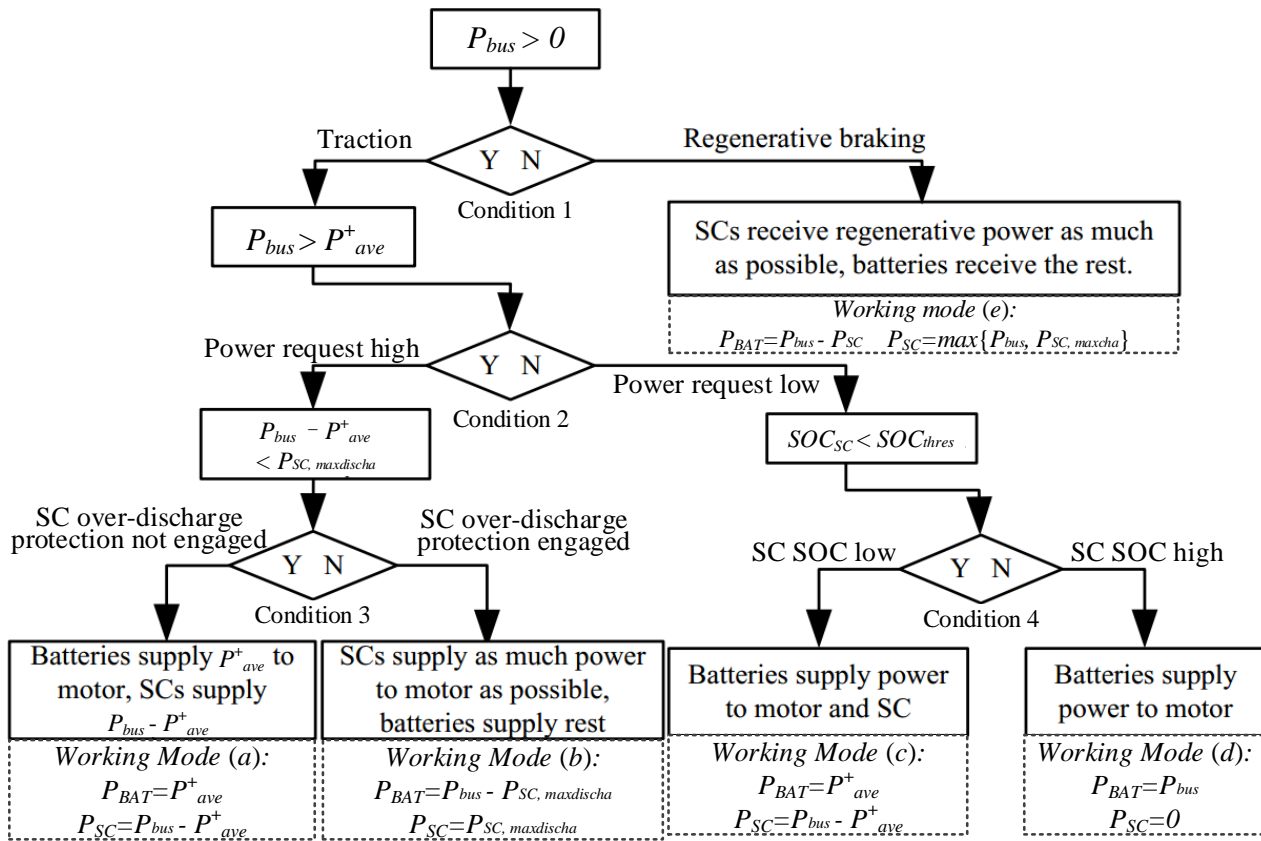 P_bus > 0
Traction
Regenerative braking
Y N
Condition 1
P_bus > P^+_ave
SCs receive regenerative power as much
as possible, batteries receive the rest.
Working mode (e):
P_BAT=P_bus - P_SC P_SC=max{P_bus, P_SC, maxcha}
Power request high
Y N
Power request low
Condition 2
P_bus - P^+_ave
< P_SC, maxdischa
SOC_SC < SOC_thres
SC over-discharge
protection not engaged
SC over-discharge
protection engaged
Y N
Condition 3
SC SOC low
Y N
SC SOC high
Condition 4
Batteries supply P^+_ave to
motor, SCs supply
P_bus - P^+_ave
Working Mode (a):
P_BAT=P^+_ave
P_SC=P_bus - P^+_ave
SCs supply as much power
to motor as possible,
batteries supply rest
Working Mode (b):
P_BAT=P_bus - P_SC, maxdischa
P_SC=P_SC, maxdischa
Batteries supply power
to motor and SC
Working Mode (c):
P_BAT=P^+_ave
P_SC=P_bus - P^+_ave
Batteries supply
power to motor
Working Mode (d):
P_BAT=P_bus
P_SC=0